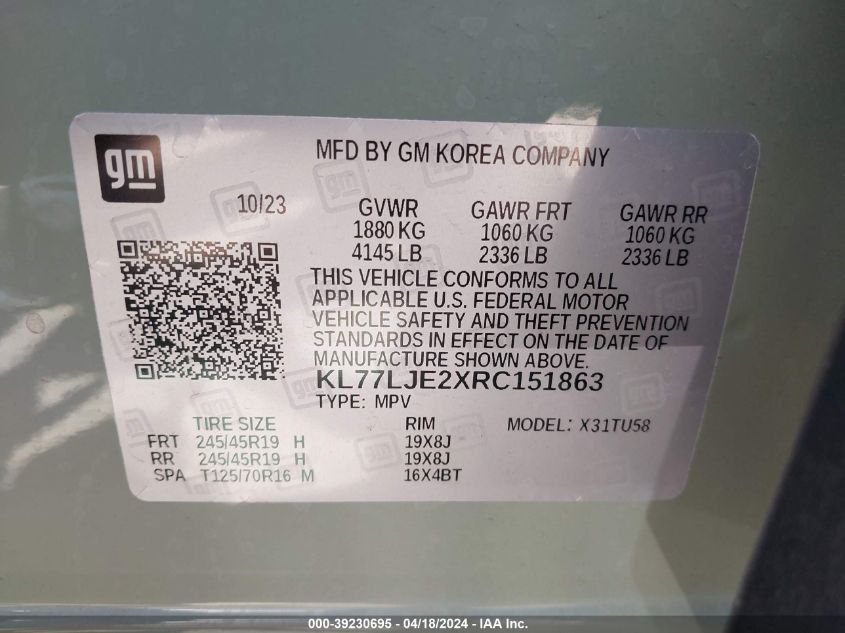 gm
MFD BY GM KOREA COMPANY
10/23
GVWR GAWR FRT GAWR RR
1880 KG 1060 KG 1060 KG
4145 LB 2336 LB 2336 LB
THIS VEHICLE CONFORMS TO ALL
APPLICABLE U.S. FEDERAL MOTOR
VEHICLE SAFETY AND THEFT PREVENTION
STANDARDS IN EFFECT ON THE DATE OF
MANUFACTURE SHOWN ABOVE.
KL77LJE2XRC151863
TYPE: MPV
TIRE SIZE RIM MODEL: X31TU58
FRT 245/45R19 H 19X8J
RR 245/45R19 H 19X8J
SPA T125/70R16 M 16X4BT
000-39230695 - 04/18/2024 - IAA Inc.